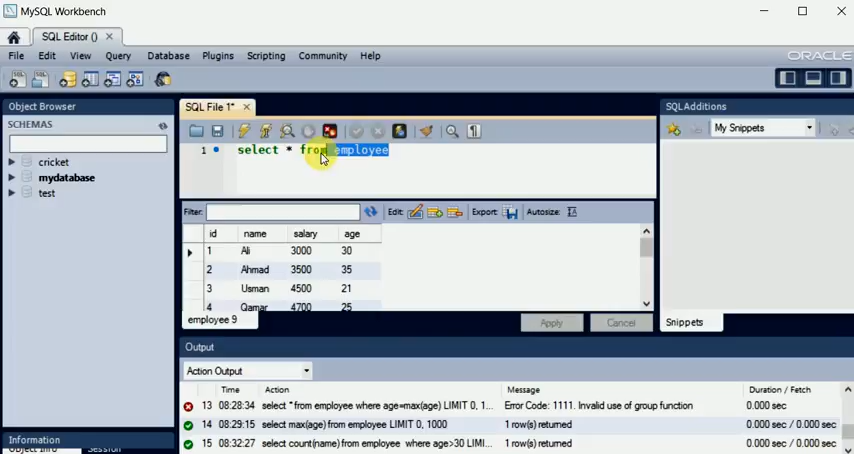 MySQL Workbench
SQL Editor ()
File Edit View Query Database Plugins Scripting Community Help
ORACLE
Object Browser
SCHEMAS
cricket
mydatabase
test
Information
Object Info Session
SQL File 1*
1 select * from employee
Filter: Edit: Export: Autosize:
id name salary age
1 Ali 3000 30
2 Ahmad 3500 35
3 Usman 4500 21
4 Qamar 4700 25
employee 9
Apply Cancel
SQL Additions
My Snippets
Snippets
Output
Action Output
Time Action Message Duration / Fetch
13 08:28:34 select * from employee where age=max(age) LIMIT 0, 1... Error Code: 1111. Invalid use of group function 0.000 sec
14 08:29:15 select max(age) from employee LIMIT 0, 1000 1 row(s) returned 0.000 sec / 0.000 sec
15 08:32:27 select count(name) from employee where age>30 LIMI... 1 row(s) returned 0.000 sec / 0.000 sec